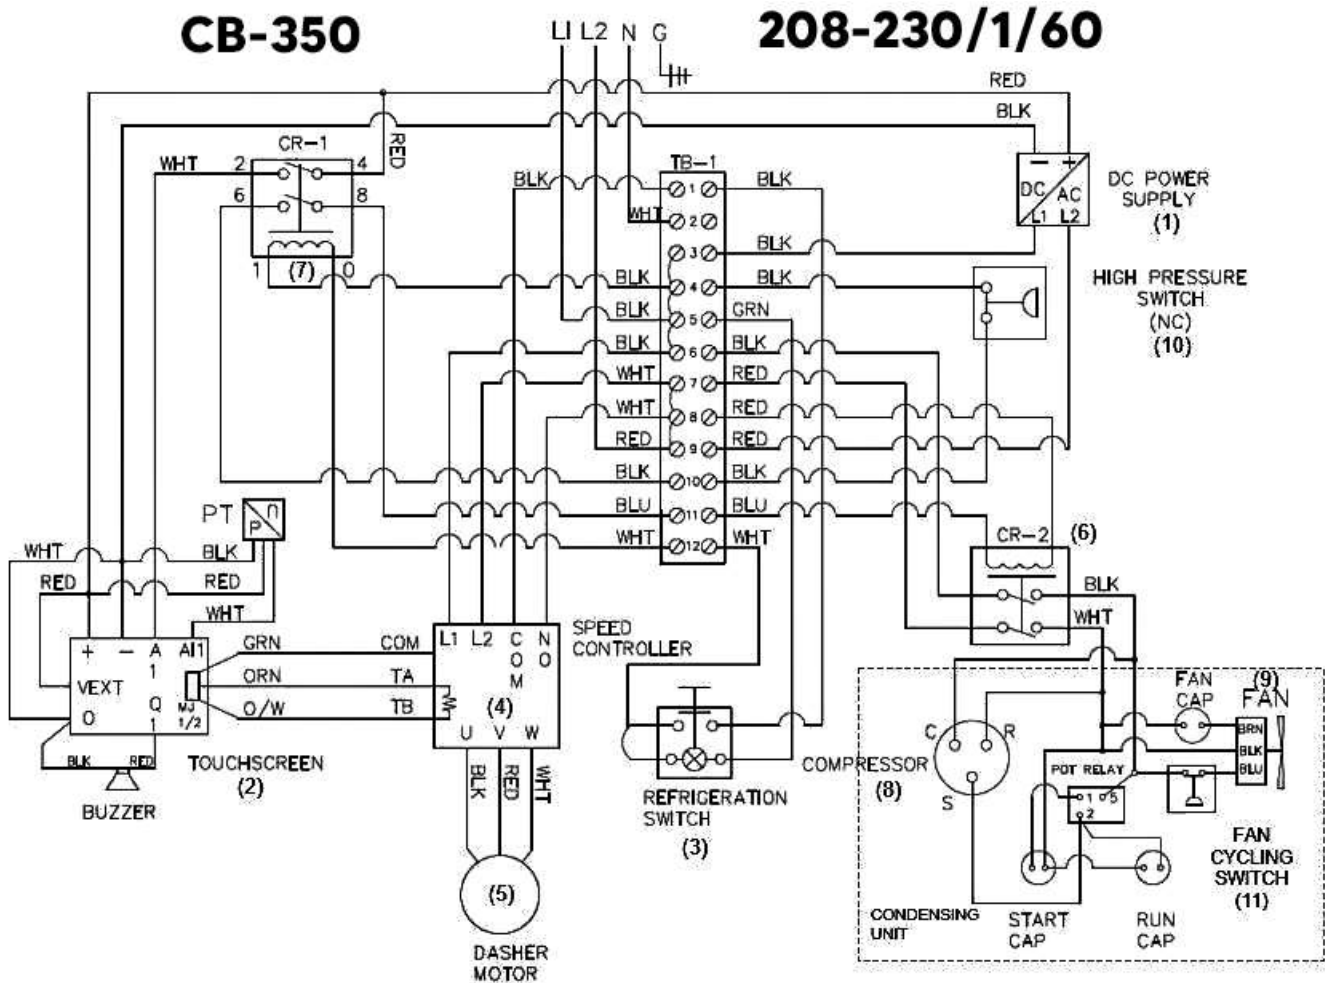 CB-350
L1 L2 N G
208-230/1/60
RED
BLK
CR-1
RED
TB-1
WHT 2 4
6 8
1 (7) 0
- +
DC AC
L1 L2
DC POWER
SUPPLY
(1)
BLK 1 BLK
WHT 2
3 BLK
BLK 4 BLK
BLK 5 GRN
BLK 6 BLK
WHT 7 RED
WHT 8 RED
RED 9 RED
BLK 10 BLK
BLU 11 BLU
WHT 12 WHT
HIGH PRESSURE
SWITCH
(NC)
(10)
PT P n
WHT BLK
RED RED
WHT
CR-2 (6)
BLK
WHT
+ - A1 AI1
VEXT
0 Q1 MJ 1/2
GRN COM
ORN TA
O/W TB
BLK RED
BUZZER
TOUCHSCREEN
(2)
L1 L2 COM NO
(4)
U V W
SPEED
CONTROLLER
BLK RED WHT
(5)
DASHER
MOTOR
REFRIGERATION
SWITCH
(3)
C R
S
COMPRESSOR
(8)
FAN
CAP
(9)
FAN
BRN
BLK
BLU
POT RELAY
1 5
2
FAN
CYCLING
SWITCH
(11)
CONDENSING
UNIT
START
CAP
RUN
CAP